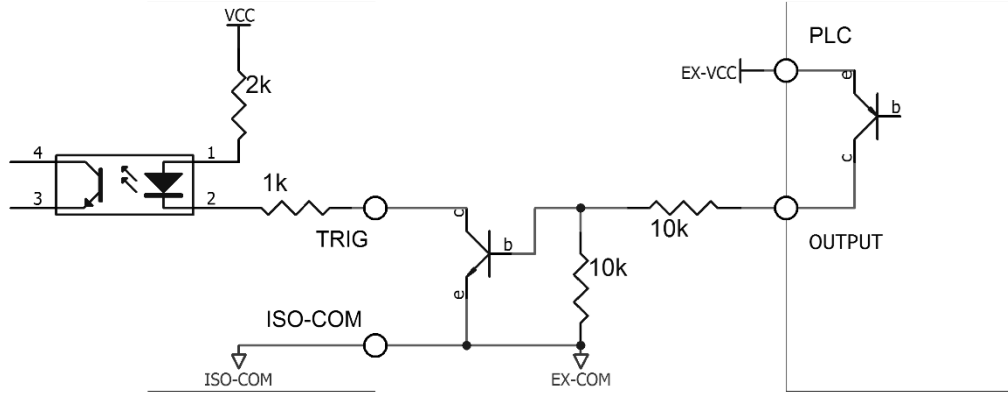 VCC
PLC
2k
EX-VCC
e
b
c
4
1
3
2
1k
TRIG
c
b
e
10k
10k
OUTPUT
ISO-COM
ISO-COM
EX-COM